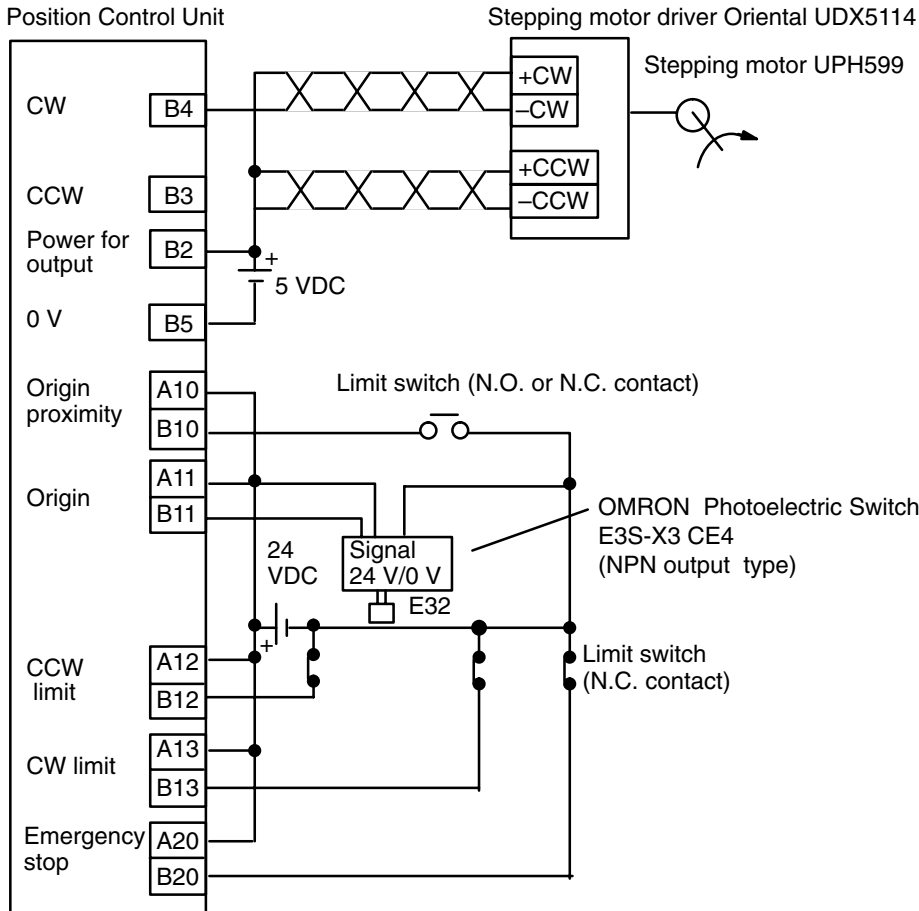 Position Control Unit
Stepping motor driver Oriental UDX5114
Stepping motor UPH599
+CW
CW
B4
–CW
+CCW
CCW
B3
–CCW
Power for
output
B2
+
5 VDC
0 V
B5
Origin
proximity
A10
B10
Limit switch (N.O. or N.C. contact)
Origin
A11
B11
OMRON Photoelectric Switch
E3S-X3 CE4
(NPN output type)
Signal
24 V/0 V
24
VDC
E32
+
CCW
limit
A12
B12
Limit switch
(N.C. contact)
CW limit
A13
B13
Emergency
stop
A20
B20